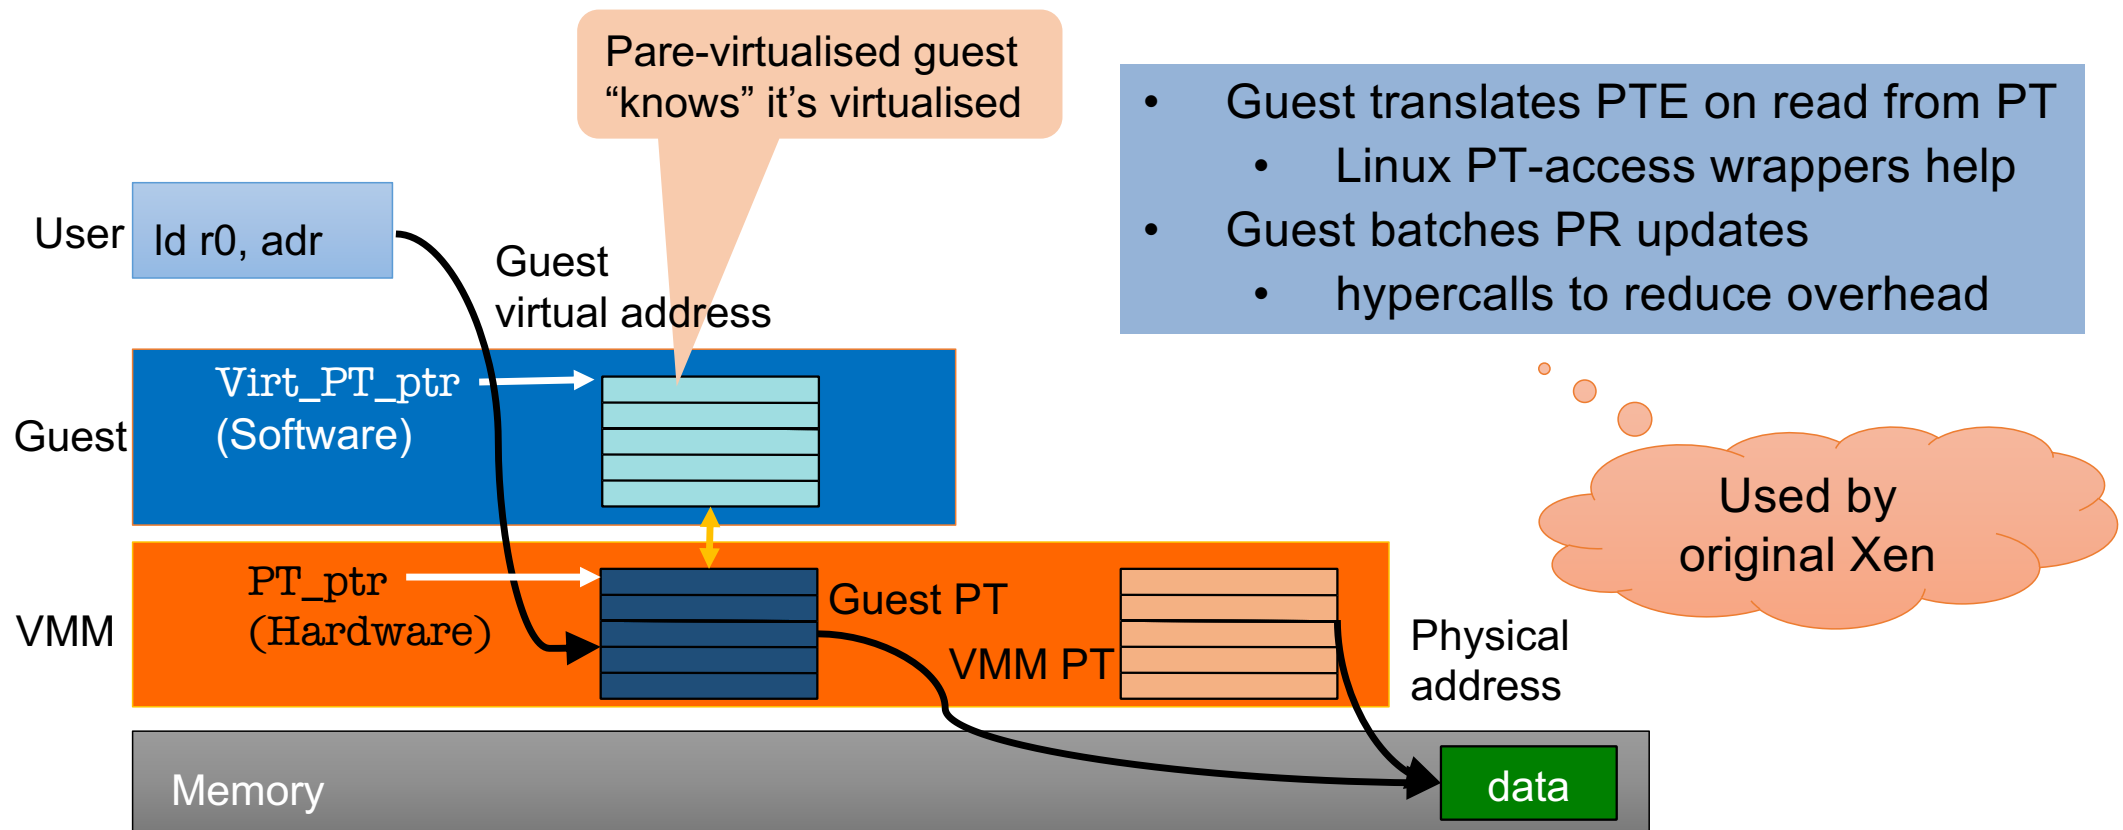 Pare-virtualised guest
“knows” it’s virtualised
• Guest translates PTE on read from PT
• Linux PT-access wrappers help
• Guest batches PR updates
• hypercalls to reduce overhead
User
ld r0, adr
Guest
virtual address
Guest
Virt_PT_ptr
(Software)
Used by
original Xen
VMM
PT_ptr
(Hardware)
Guest PT
VMM PT
Physical
address
Memory
data